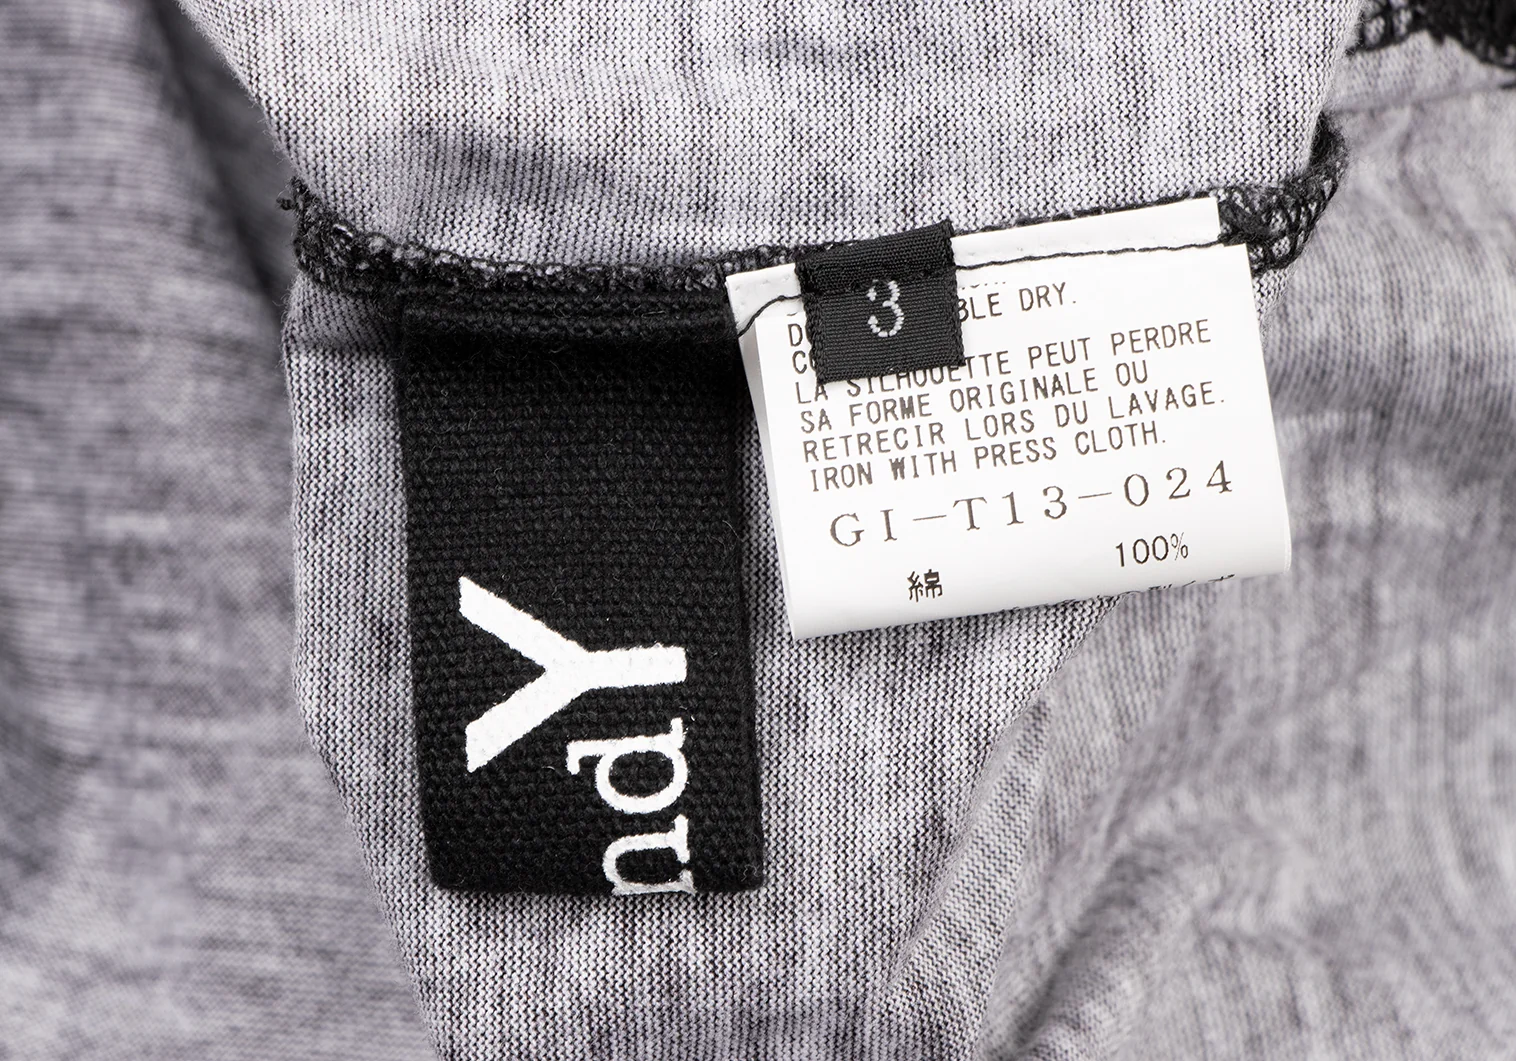 3
BLE DRY.
LA SILHOUETTE PEUT PERDRE
SA FORME ORIGINALE OU
RETRECIR LORS DU LAVAGE.
IRON WITH PRESS CLOTH.
GI-T13-024
100%
綿
Y
nd